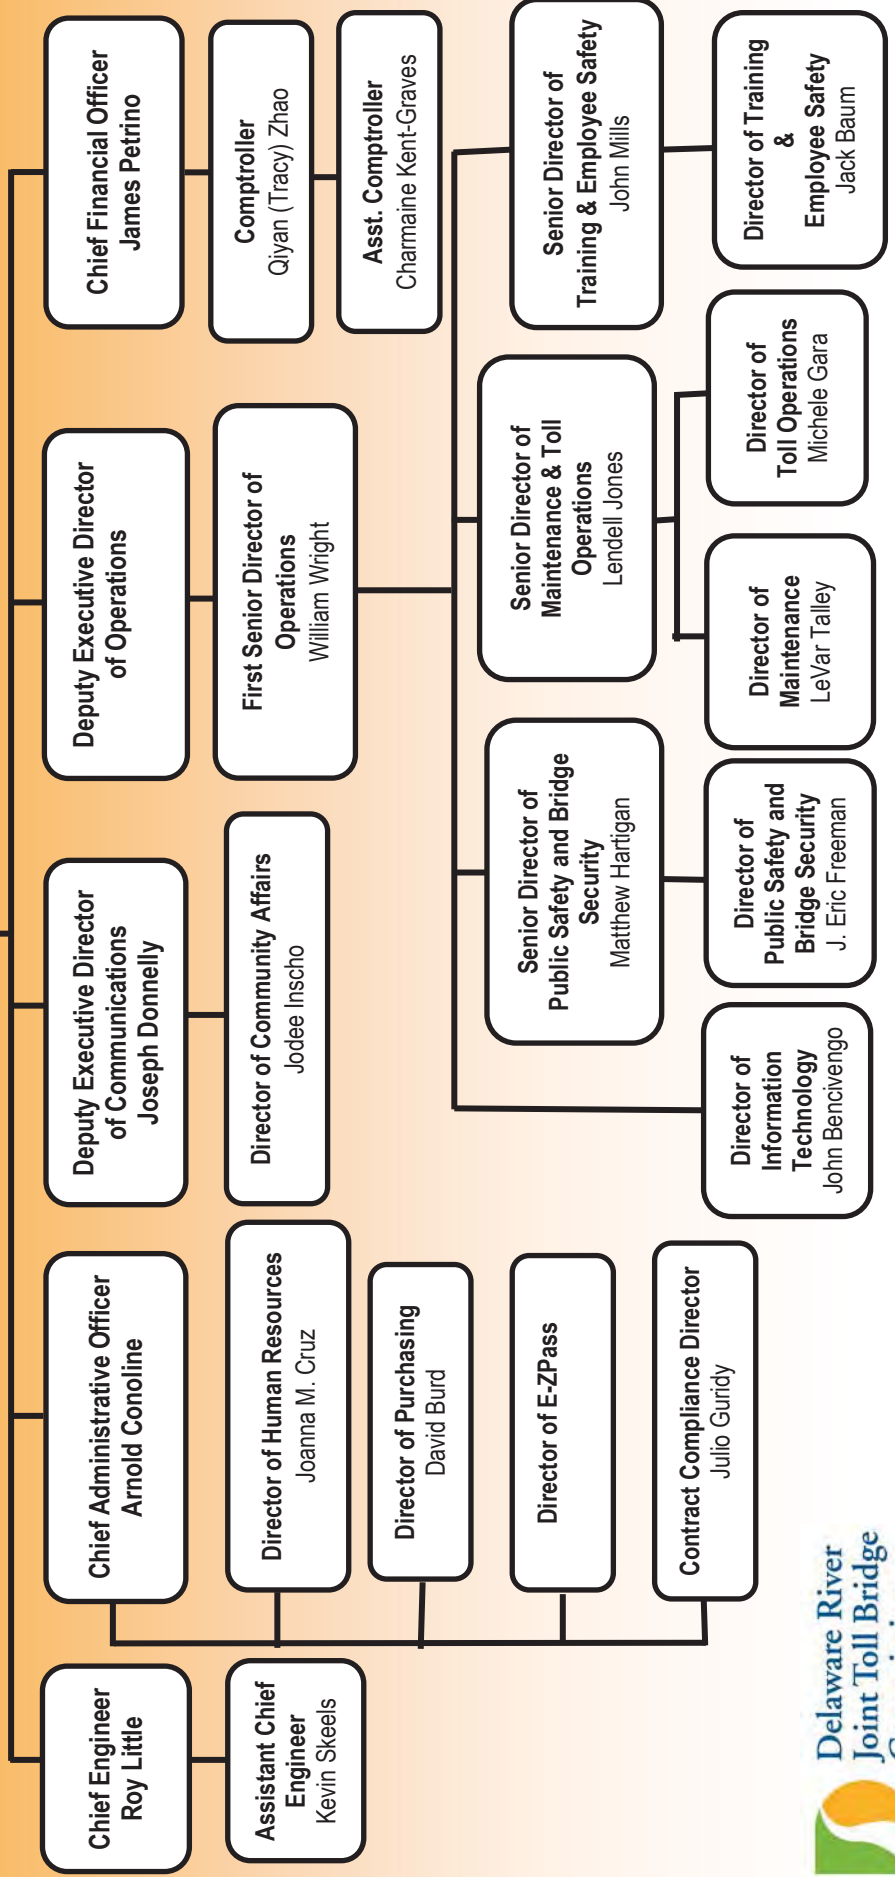 Chief Engineer
Roy Little
Assistant Chief
Engineer
Kevin Skeels
Chief Administrative Officer
Arnold Conoline
Director of Human Resources
Joanna M. Cruz
Director of Purchasing
David Burd
Director of E-ZPass
Contract Compliance Director
Julio Guridy
Deputy Executive Director
of Communications
Joseph Donnelly
Director of Community Affairs
Jodee Inscho
Deputy Executive Director
of Operations
First Senior Director of
Operations
William Wright
Director of
Information
Technology
John Bencivengo
Senior Director of
Public Safety and Bridge
Security
Matthew Hartigan
Director of
Public Safety and
Bridge Security
J. Eric Freeman
Senior Director of
Maintenance & Toll
Operations
Lendell Jones
Director of
Maintenance
LeVar Talley
Director of
Toll Operations
Michele Gara
Senior Director of
Training & Employee Safety
John Mills
Director of Training
&
Employee Safety
Jack Baum
Chief Financial Officer
James Petrino
Comptroller
Qiyan (Tracy) Zhao
Asst. Comptroller
Charmaine Kent-Graves
Delaware River
Joint Toll Bridge